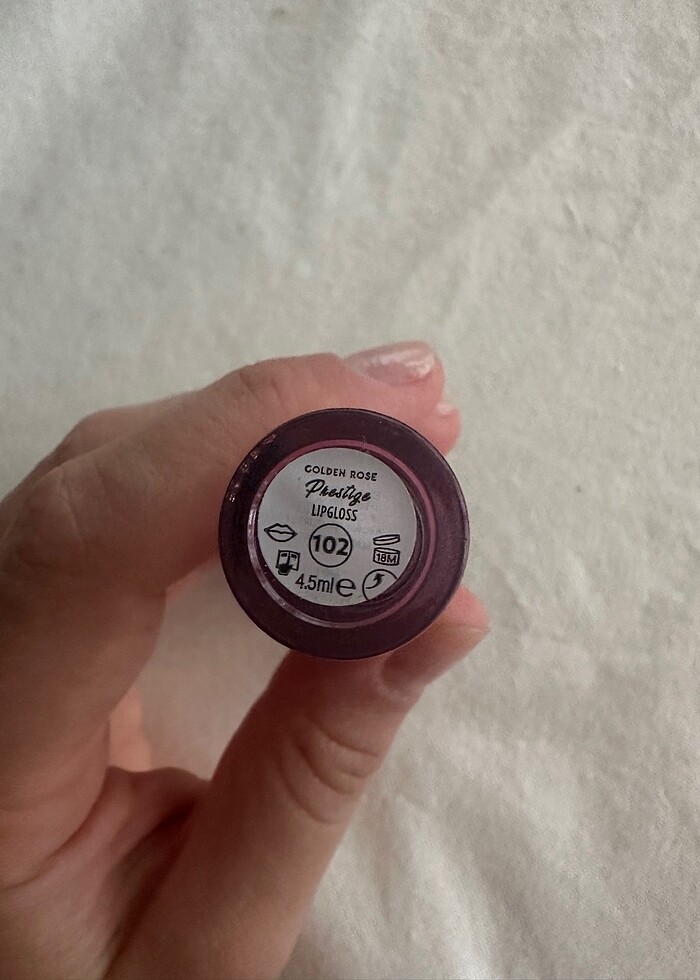 GOLDEN ROSE
Prestige
LIPGLOSS
102
18M
4.5ml e